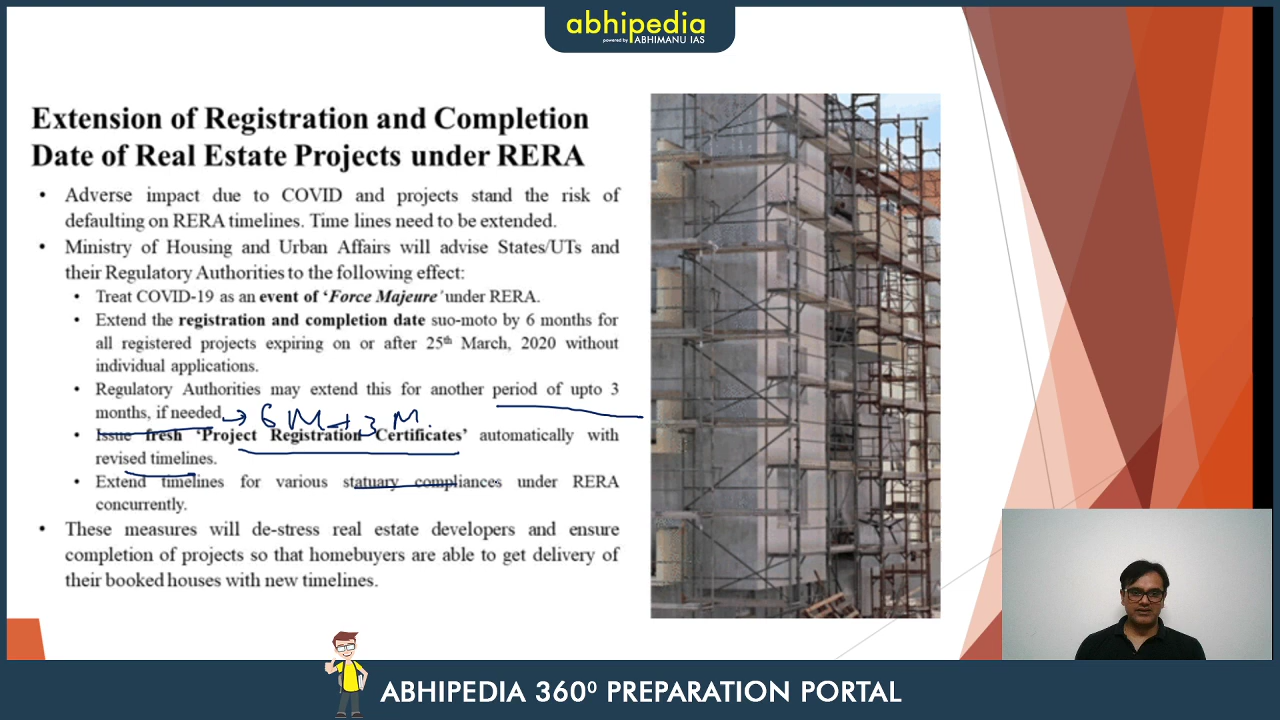 abhipedia
powered by ABHIMANU IAS
Extension of Registration and Completion
Date of Real Estate Projects under RERA
• Adverse impact due to COVID and projects stand the risk of
defaulting on RERA timelines. Time lines need to be extended.
• Ministry of Housing and Urban Affairs will advise States/UTs and
their Regulatory Authorities to the following effect:
• Treat COVID-19 as an event of ‘Force Majeure’ under RERA.
• Extend the registration and completion date suo-moto by 6 months for
all registered projects expiring on or after 25th March, 2020 without
individual applications.
• Regulatory Authorities may extend this for another period of upto 3
months, if needed → 6 M + 3 M.
• Issue fresh ‘Project Registration Certificates’ automatically with
revised timelines.
• Extend timelines for various statuary compliances under RERA
concurrently.
• These measures will de-stress real estate developers and ensure
completion of projects so that homebuyers are able to get delivery of
their booked houses with new timelines.
ABHIPEDIA 360⁰ PREPARATION PORTAL